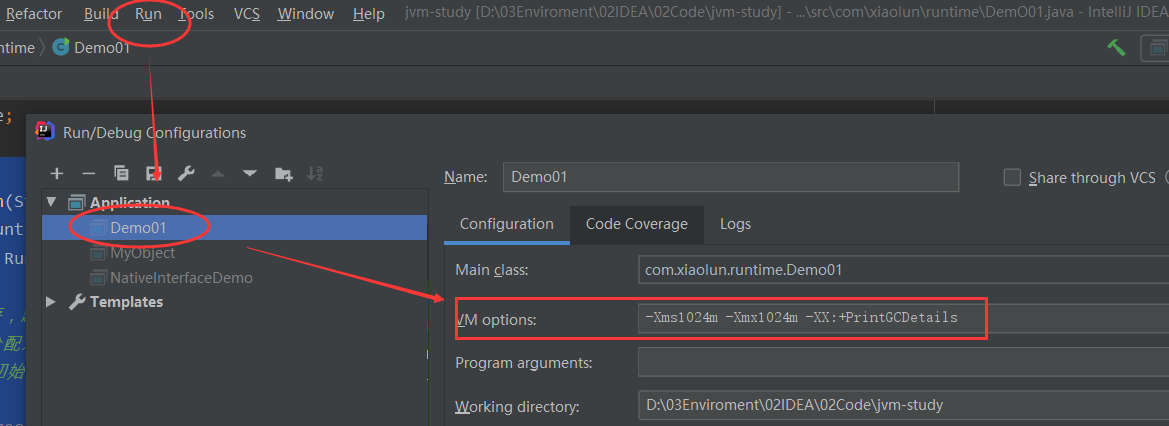 Refactor Build Run Tools VCS Window Help jvm-study [D:\03Enviroment\02IDEA\02Code\jvm-study] - ...\src\com\xiaolun\runtime\DemO01.java - IntelliJ IDEA
ntime Demo01
e;
Run/Debug Configurations
Name: Demo01
Share through VCS
Application
Demo01
MyObject
NativeInterfaceDemo
Templates
Configuration Code Coverage Logs
Main class: com.xiaolun.runtime.Demo01
VM options: -Xms1024m -Xmx1024m -XX:+PrintGCDetails
Program arguments:
Working directory: D:\03Enviroment\02IDEA\02Code\jvm-study